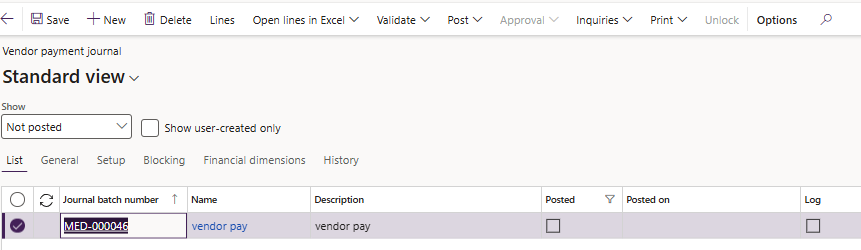 Save New Delete Lines Open lines in Excel Validate Post Approval Inquiries Print Unlock Options
Vendor payment journal
Standard view
Show
Not posted Show user-created only
List General Setup Blocking Financial dimensions History
Journal batch number Name Description Posted Posted on Log
MED-000046 vendor pay vendor pay